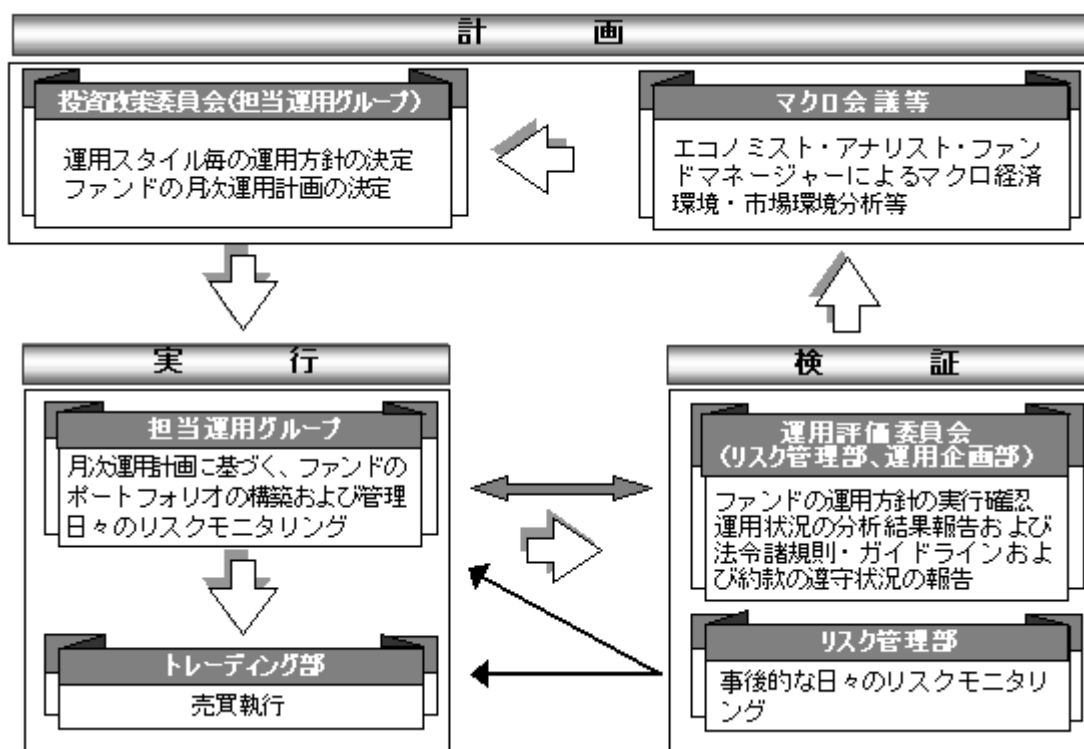 計 画
投資政策委員会(担当運用グループ)
運用スタイル毎の運用方針の決定
ファンドの月次運用計画の決定
マクロ会議等
エコノミスト・アナリスト・ファン
ドマネージャーによるマクロ経済
環境・市場環境分析等
実 行
担当運用グループ
月次運用計画に基づく、ファンドの
ポートフォリオの構築および管理
日々のリスクモニタリング
トレーディング部
売買執行
検 証
運用評価委員会
(リスク管理部、運用企画部)
ファンドの運用方針の実行確認
運用状況の分析結果報告および
法令諸規則・ガイドラインおよ
び約款の遵守状況の報告
リスク管理部
事後的な日々のリスクモニタリ
ング